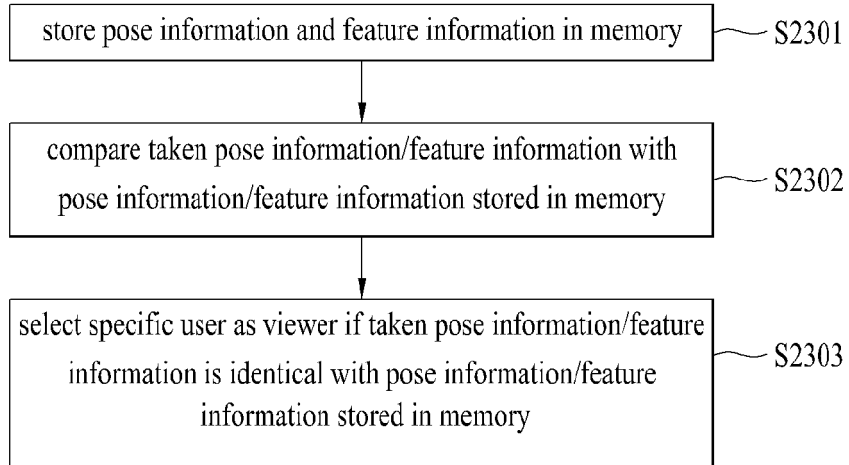 store pose information and feature information in memory
S2301
compare taken pose information/feature information with
pose information/feature information stored in memory
S2302
select specific user as viewer if taken pose information/feature
information is identical with pose information/feature
information stored in memory
S2303